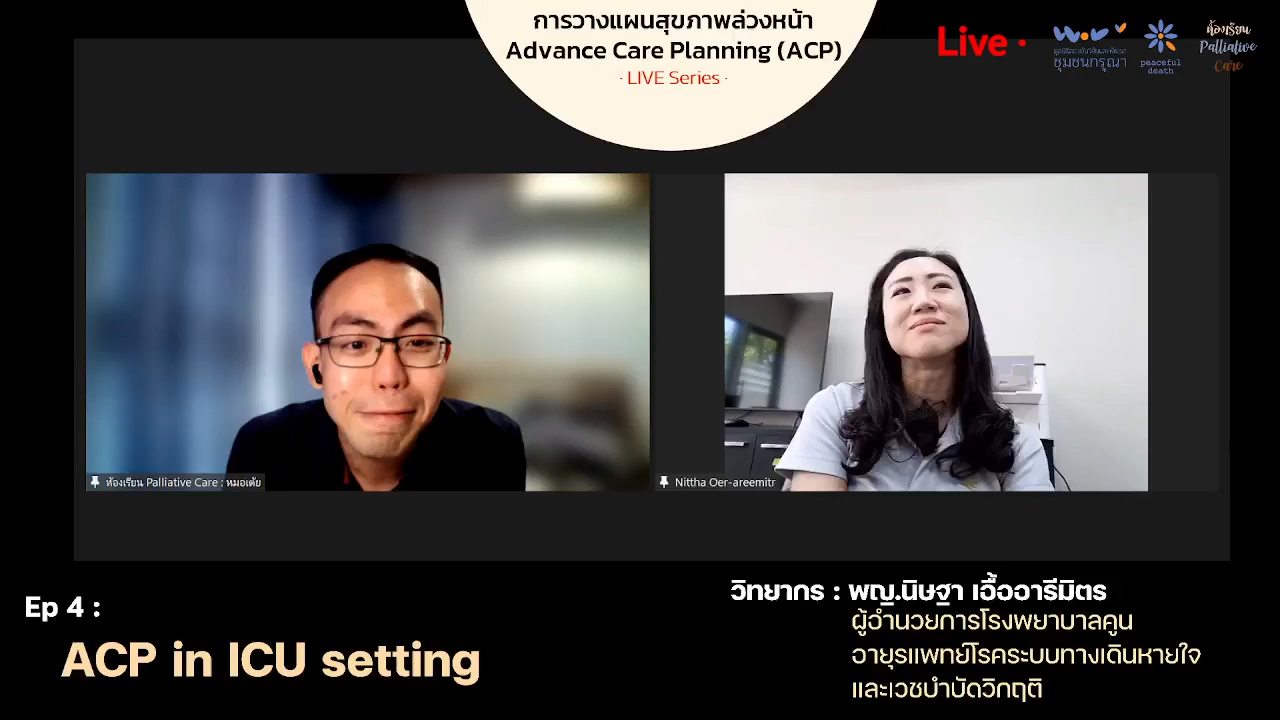 การวางแผนสุขภาพล่วงหน้า
Advance Care Planning (ACP)
· LIVE Series ·
Live ·
ชุมชนกรุณา
peaceful
death
ห้องเรียน
Palliative
Care
ห้องเรียน Palliative Care : หมอเต้ย
Nittha Oer-areemitr
Ep 4 :
ACP in ICU setting
วิทยากร : พญ.นิษฐา เอื้ออารีมิตร
ผู้อำนวยการโรงพยาบาลคูน
อายุรแพทย์โรคระบบทางเดินหายใจ
และเวชบำบัดวิกฤติ